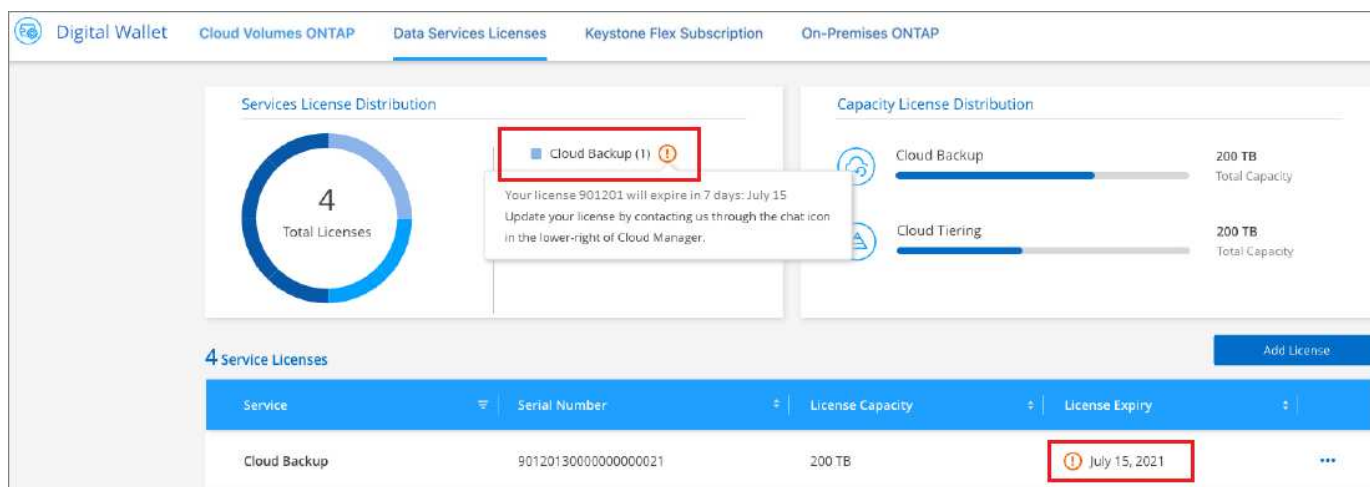 Digital Wallet
Cloud Volumes ONTAP
Data Services Licenses
Keystone Flex Subscription
On-Premises ONTAP
Services License Distribution
4
Total Licenses
Cloud Backup (1)
Your license 901201 will expire in 7 days: July 15
Update your license by contacting us through the chat icon
in the lower-right of Cloud Manager.
Capacity License Distribution
Cloud Backup
200 TB
Total Capacity
Cloud Tiering
200 TB
Total Capacity
4 Service Licenses
Add License
Service
Serial Number
License Capacity
License Expiry
Cloud Backup
90120130000000000021
200 TB
July 15, 2021